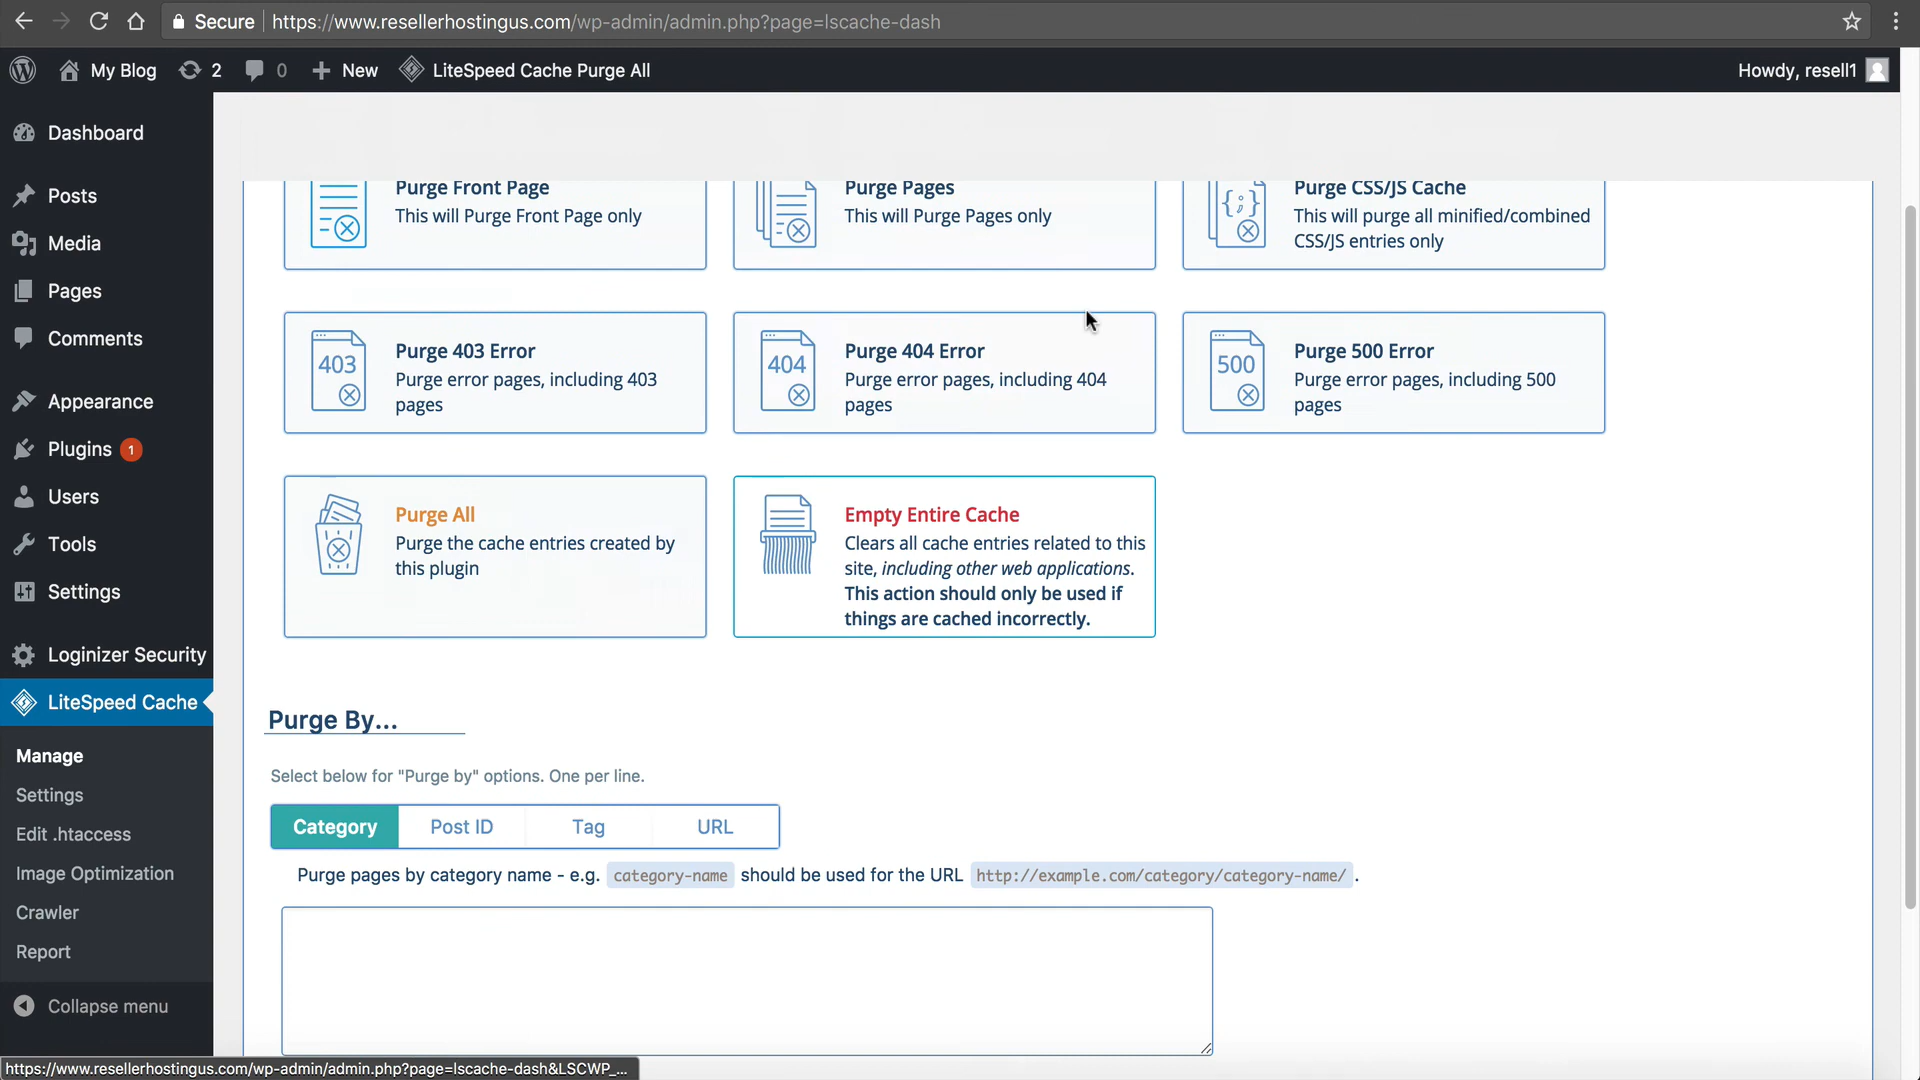 Secure https://www.resellerhostingus.com/wp-admin/admin.php?page=lscache-dash
My Blog 2 0 New LiteSpeed Cache Purge All Howdy, resell1
Dashboard
Posts
Media
Pages
Comments
Appearance
Plugins 1
Users
Tools
Settings
Loginizer Security
LiteSpeed Cache
Manage
Settings
Edit .htaccess
Image Optimization
Crawler
Report
Collapse menu
Purge Front Page
This will Purge Front Page only
Purge Pages
This will Purge Pages only
{;}
Purge CSS/JS Cache
This will purge all minified/combined
CSS/JS entries only
403
Purge 403 Error
Purge error pages, including 403
pages
404
Purge 404 Error
Purge error pages, including 404
pages
500
Purge 500 Error
Purge error pages, including 500
pages
Purge All
Purge the cache entries created by
this plugin
Empty Entire Cache
Clears all cache entries related to this
site, including other web applications.
This action should only be used if
things are cached incorrectly.
Purge By...
Select below for "Purge by" options. One per line.
Category Post ID Tag URL
Purge pages by category name - e.g. category-name should be used for the URL http://example.com/category/category-name/ .
https://www.resellerhostingus.com/wp-admin/admin.php?page=lscache-dash&LSCWP_...